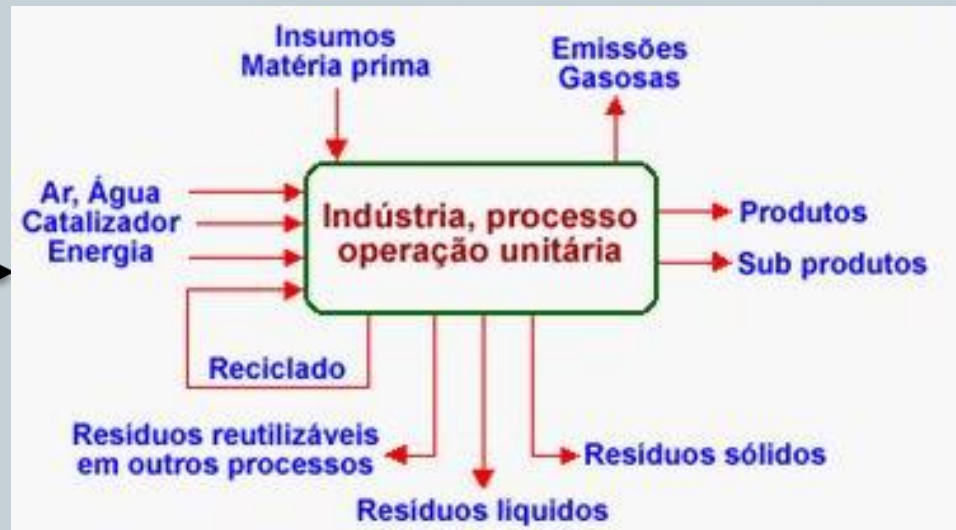 Insumos
Matéria prima
Emissões
Gasosas
Ar, Água
Catalizador
Energia
Indústria, processo
operação unitária
Produtos
Sub produtos
Reciclado
Resíduos reutilizáveis
em outros processos
Resíduos sólidos
Resíduos liquidos